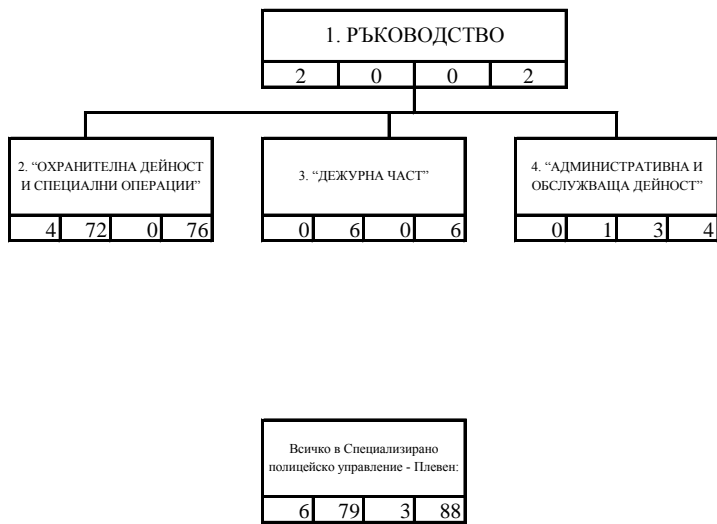 1. РЪКОВОДСТВО
2 0 0 2
2. “ОХРАНИТЕЛНА ДЕЙНОСТ
И СПЕЦИАЛНИ ОПЕРАЦИИ”
4 72 0 76
3. “ДЕЖУРНА ЧАСТ”
0 6 0 6
4. “АДМИНИСТРАТИВНА И
ОБСЛУЖВАЩА ДЕЙНОСТ”
0 1 3 4
Всичко в Специализирано
полицейско управление - Плевен:
6 79 3 88